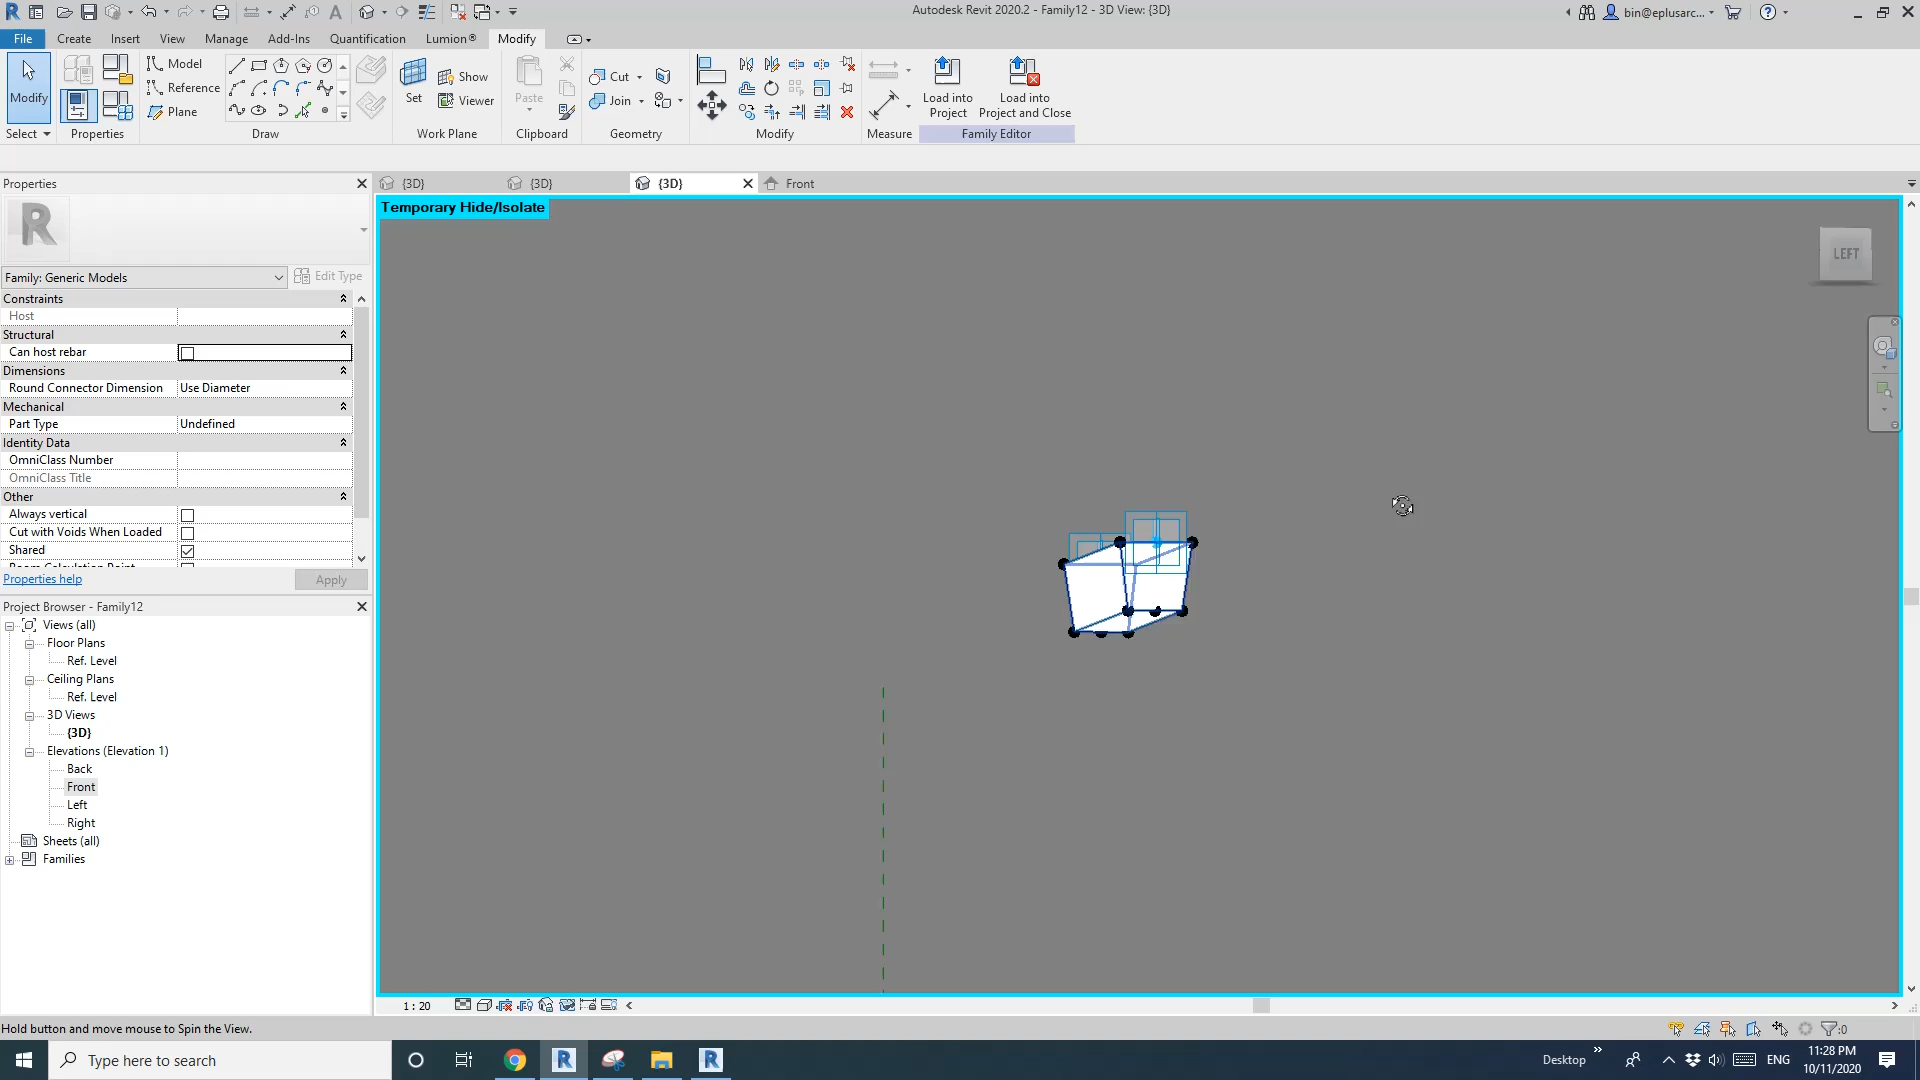 Autodesk Revit 2020.2 - Family12 - 3D View: {3D}
bin@eplusarc...
File Create Insert View Manage Add-Ins Quantification Lumion® Modify
Modify
Select
Properties
Model
Reference
Plane
Draw
Set
Show
Viewer
Work Plane
Paste
Clipboard
Cut
Join
Geometry
Modify
Measure
Load into Project
Load into Project and Close
Family Editor
Properties
{3D} {3D} {3D} Front
Temporary Hide/Isolate
LEFT
Family: Generic Models
Edit Type
Constraints
Host
Structural
Can host rebar
Dimensions
Round Connector Dimension Use Diameter
Mechanical
Part Type Undefined
Identity Data
OmniClass Number
OmniClass Title
Other
Always vertical
Cut with Voids When Loaded
Shared
Properties help
Apply
Project Browser - Family12
Views (all)
Floor Plans
Ref. Level
Ceiling Plans
Ref. Level
3D Views
{3D}
Elevations (Elevation 1)
Back
Front
Left
Right
Sheets (all)
Families
1 : 20
Hold button and move mouse to Spin the View.
:0
Type here to search
Desktop
ENG
11:28 PM
10/11/2020